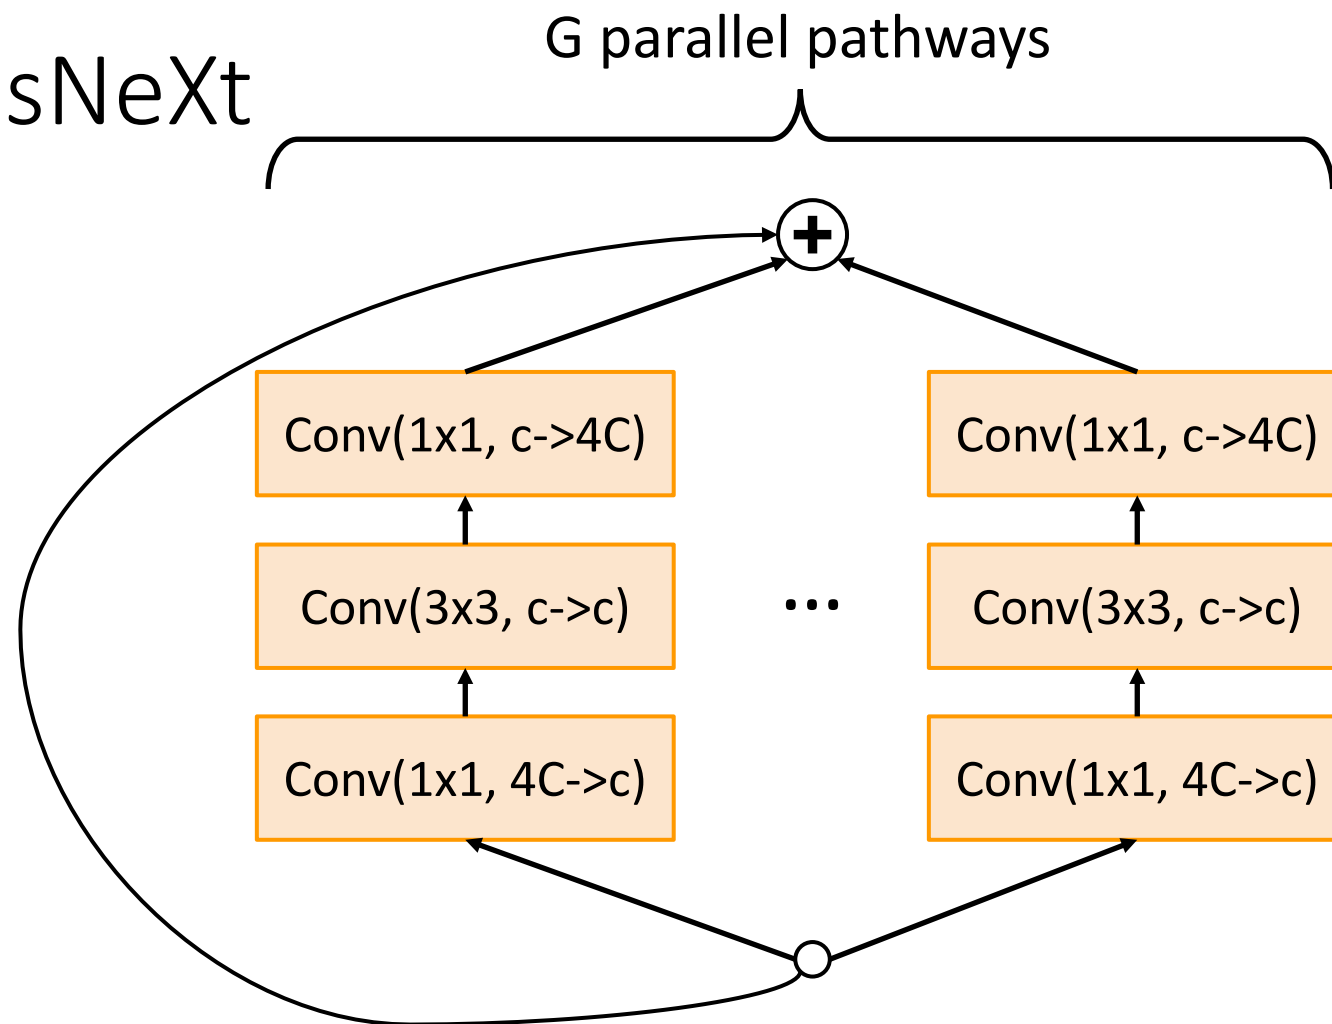 G parallel pathways
sNeXt
+
Conv(1x1, c->4C)
Conv(1x1, c->4C)
Conv(3x3, c->c)
...
Conv(3x3, c->c)
Conv(1x1, 4C->c)
Conv(1x1, 4C->c)